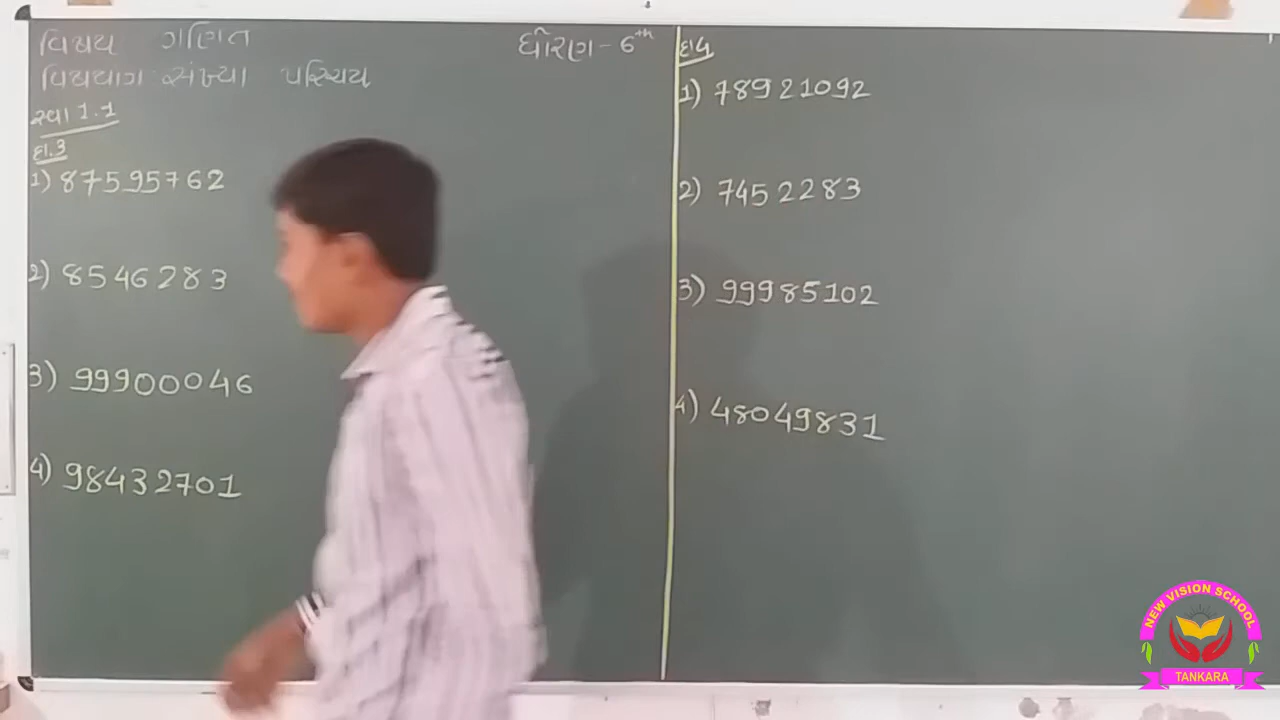 વિષય ગણિત
ધોરણ - 6th
વિષયાંગ સંખ્યા પરિચય
સ્વા 1.1
દા.3
1) 87595762
2) 8546283
3) 99900046
4) 98432701
દા.4
1) 78921092
2) 7452283
3) 99985102
4) 48049831
NEW VISION SCHOOL
TANKARA